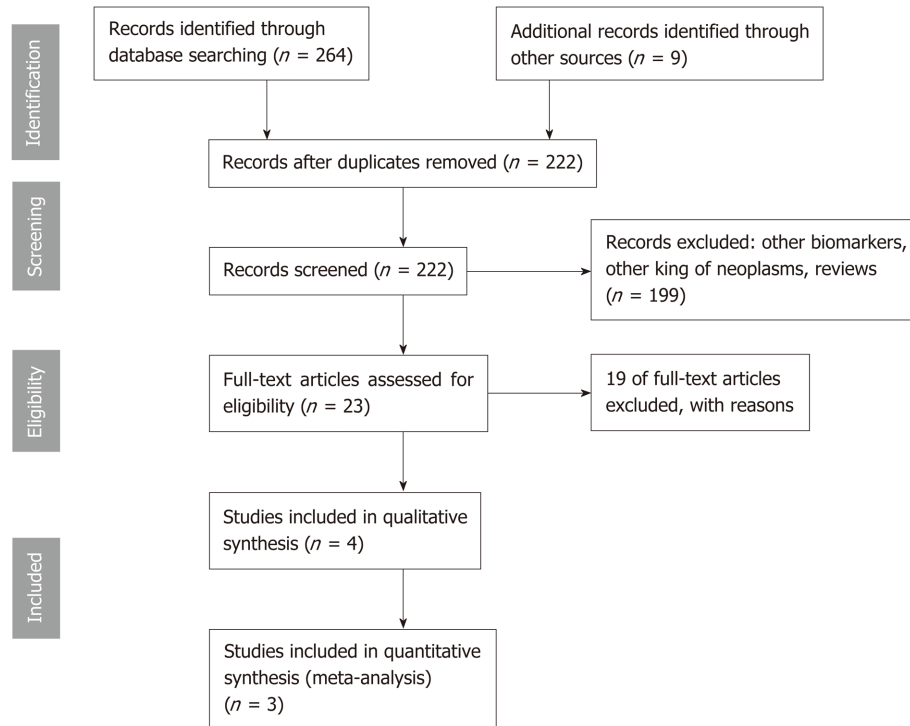 Identification
Records identified through
database searching (n = 264)
Additional records identified through
other sources (n = 9)
Records after duplicates removed (n = 222)
Screening
Records screened (n = 222)
Records excluded: other biomarkers,
other king of neoplasms, reviews
(n = 199)
Eligibility
Full-text articles assessed for
eligibility (n = 23)
19 of full-text articles
excluded, with reasons
Included
Studies included in qualitative
synthesis (n = 4)
Studies included in quantitative
synthesis (meta-analysis)
(n = 3)